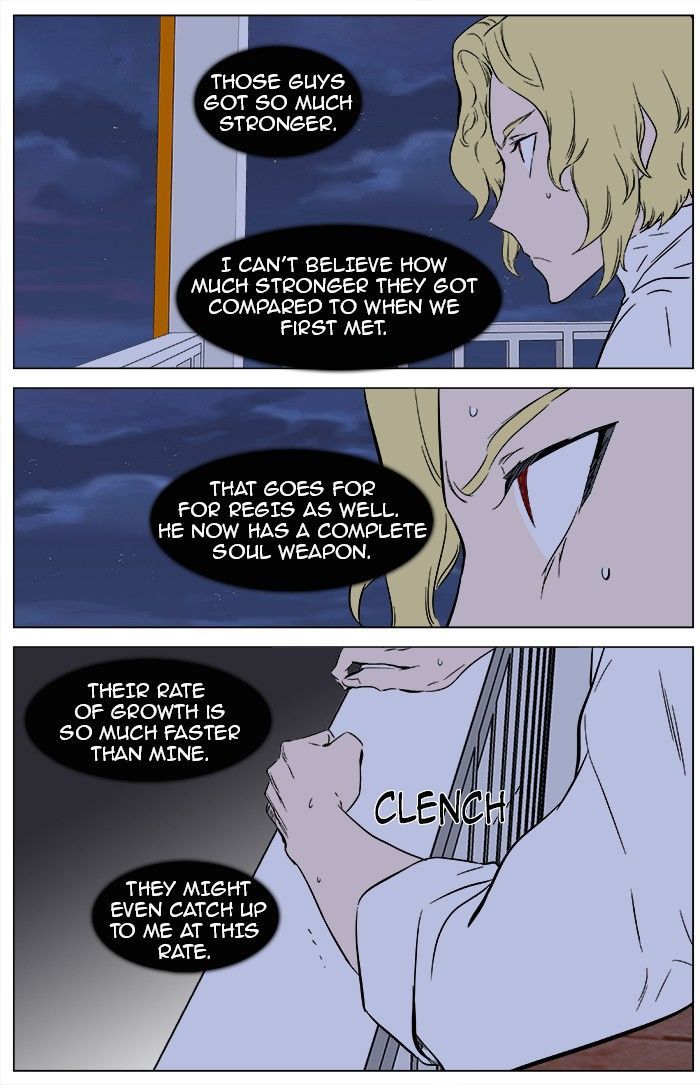 THOSE GUYS
GOT SO MUCH
STRONGER.
I CAN'T BELIEVE HOW
MUCH STRONGER THEY GOT
COMPARED TO WHEN WE
FIRST MET.
THAT GOES FOR
FOR REGIS AS WELL.
HE NOW HAS A COMPLETE
SOUL WEAPON.
THEIR RATE
OF GROWTH IS
SO MUCH FASTER
THAN MINE.
CLENCH
THEY MIGHT
EVEN CATCH UP
TO ME AT THIS
RATE.